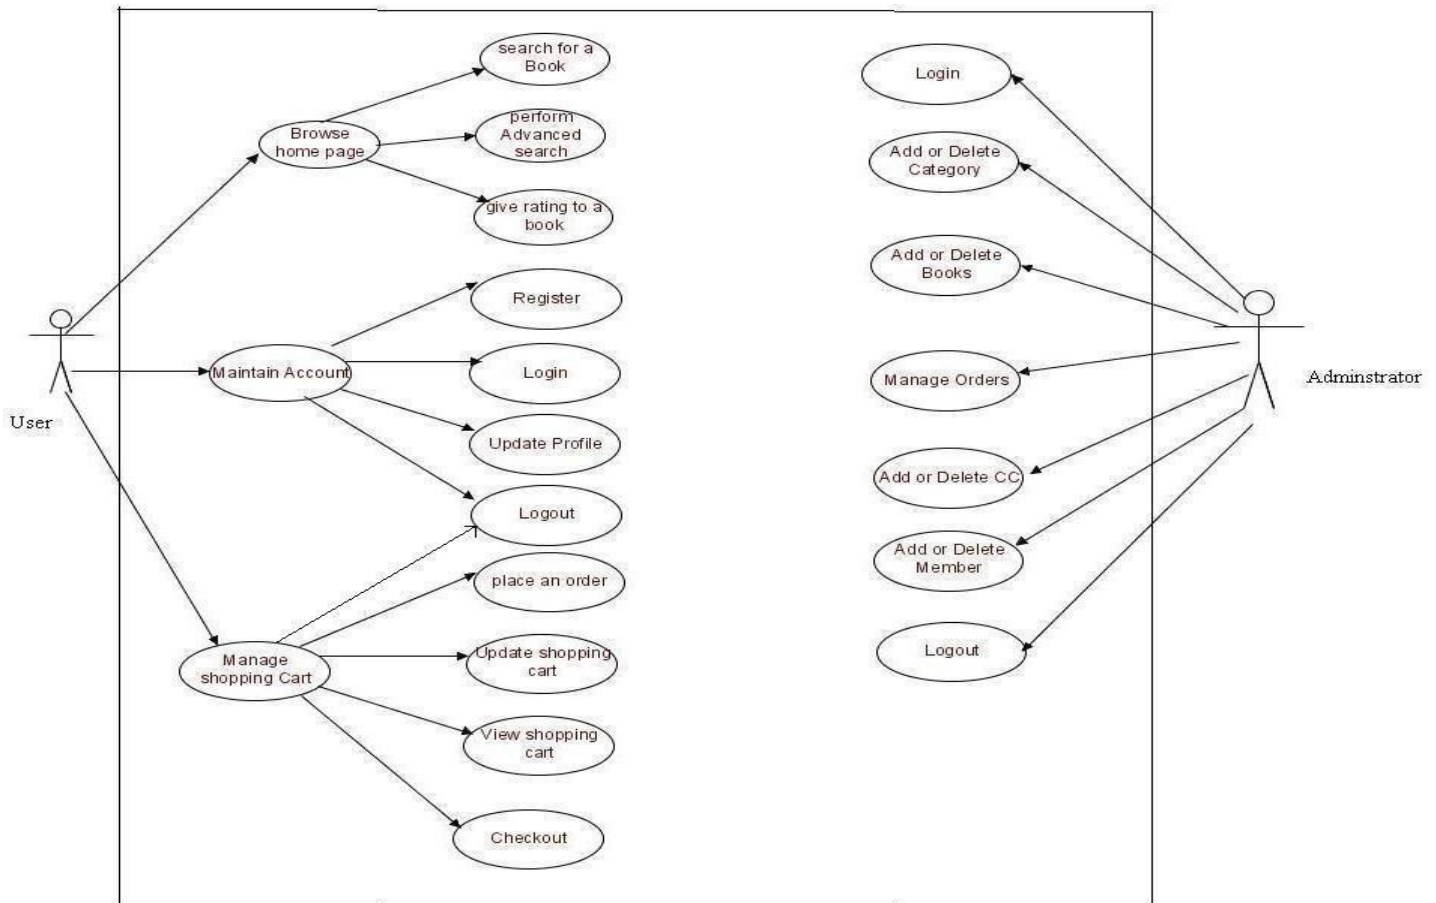 search for a
Book
Browse
home page
perform
Advanced
search
give rating to a
book
Register
Maintain Account
Login
Update Profile
User
Logout
place an order
Manage
shopping Cart
Update shopping
cart
View shopping
cart
Checkout
Login
Add or Delete
Category
Add or Delete
Books
Manage Orders
Adminstrator
Add or Delete CC
Add or Delete
Member
Logout